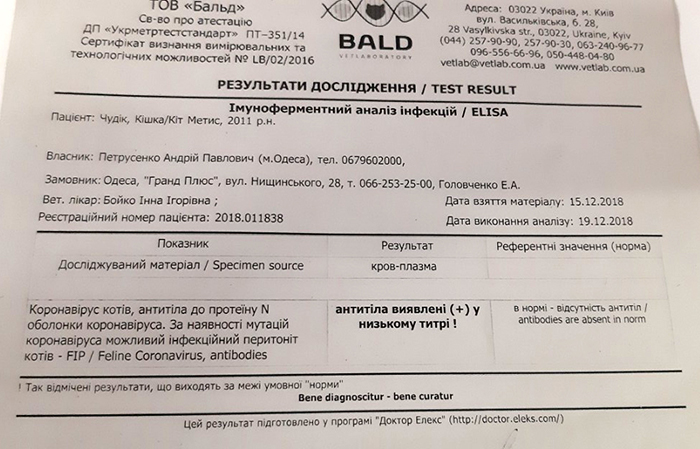 ТОВ «Бальд»
Св-во про атестацію
ДП «Укрметртестстандарт» ПТ–351/14
Сертифікат визнання вимірювальних та
технологічних можливостей № LB/02/2016
BALD
VETLABORATORY
Адреса: 03022 Україна, м. Київ
вул. Васильківська, б. 28,
28 Vasylkivska str., 03022, Ukraine, Kyiv
(044) 257-90-90, 257-90-30, 063-240-96-77
096-556-66-96, 050-448-04-80
vetlab@vetlab.com.ua www.vetlab.com.ua
РЕЗУЛЬТАТИ ДОСЛІДЖЕННЯ / TEST RESULT
Імуноферментний аналіз інфекцій / ELISA
Пацієнт: Чудік, Кішка/Кіт Метис, 2011 р.н.
Власник: Петрусенко Андрій Павлович (м.Одеса), тел. 0679602000,
Замовник: Одеса, "Гранд Плюс", вул. Нищинського, 28, т. 066-253-25-00, Головченко Е.А.
Вет. лікар: Бойко Інна Ігорівна ;
Дата взяття матеріалу: 15.12.2018
Реєстраційний номер пацієнта: 2018.011838
Дата виконання аналізу: 19.12.2018
Показник Результат Референтні значення (норма)
Досліджуваний матеріал / Specimen source кров-плазма
Коронавірус котів, антитіла до протеїну N
оболонки коронавіруса. За наявності мутацій
коронавіруса можливий інфекційний перитоніт
котів - FIP / Feline Coronavirus, antibodies
антитіла виявлені (+) у
низькому титрі !
в нормі - відсутність антитіл /
antibodies are absent in norm
! Так відмічені результати, що виходять за межі умовної "норми"
Bene diagnoscitur - bene curatur
Цей результат підготовлено у програмі "Доктор Елекс" (http://doctor.eleks.com/)